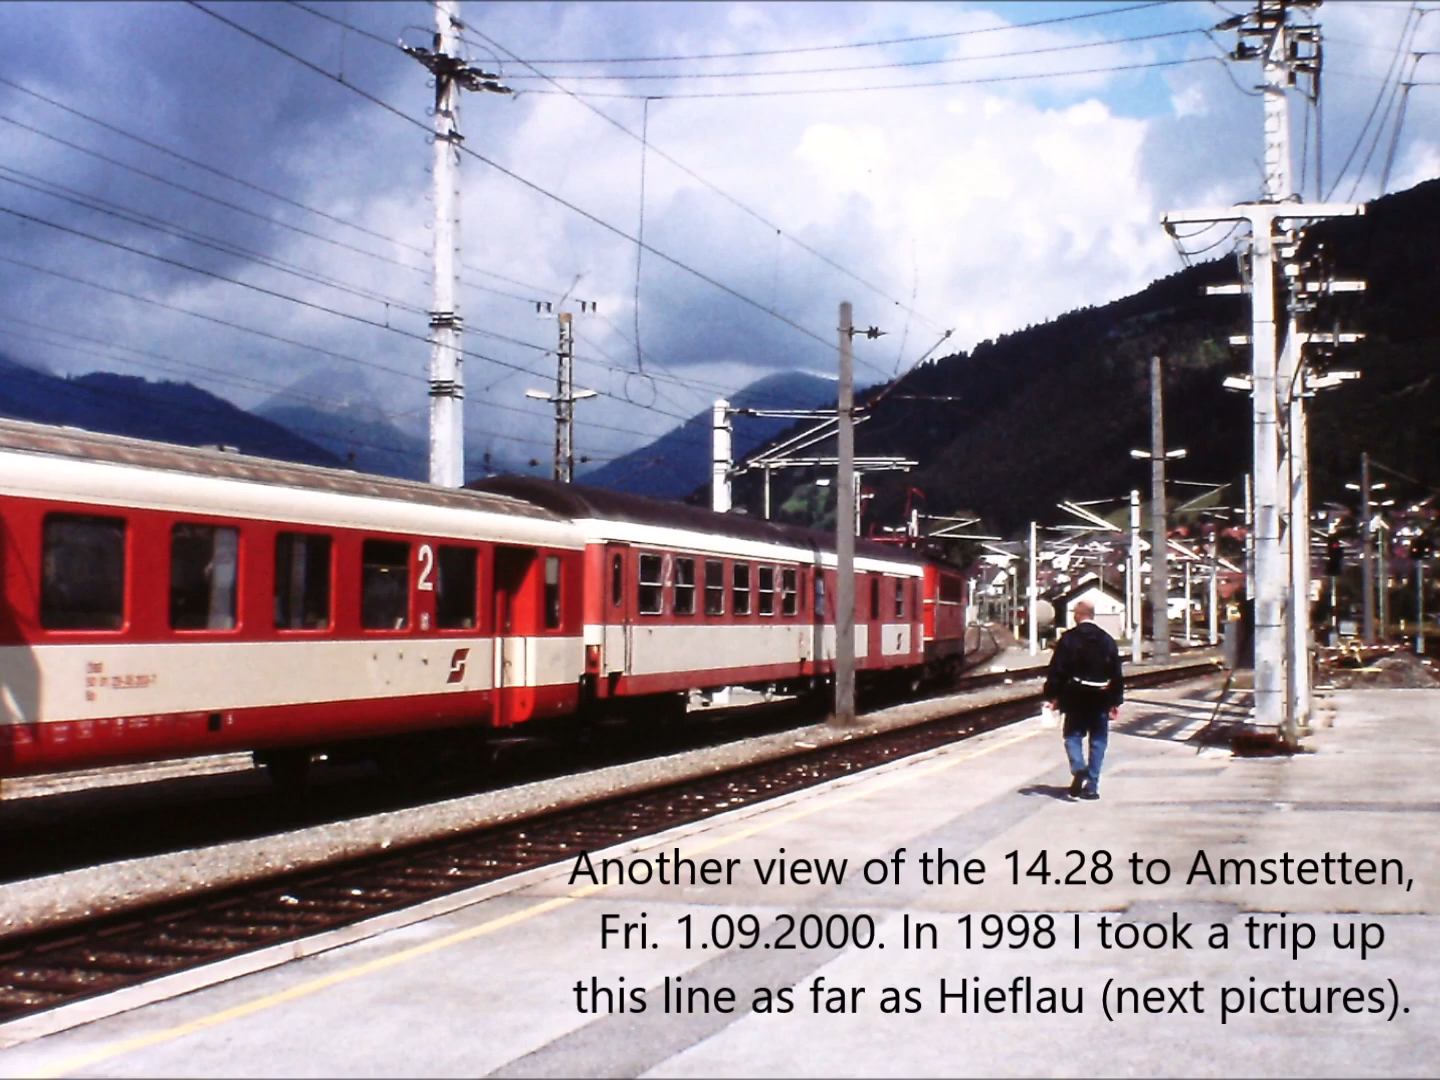 2
Another view of the 14.28 to Amstetten,
Fri. 1.09.2000. In 1998 I took a trip up
this line as far as Hieflau (next pictures).